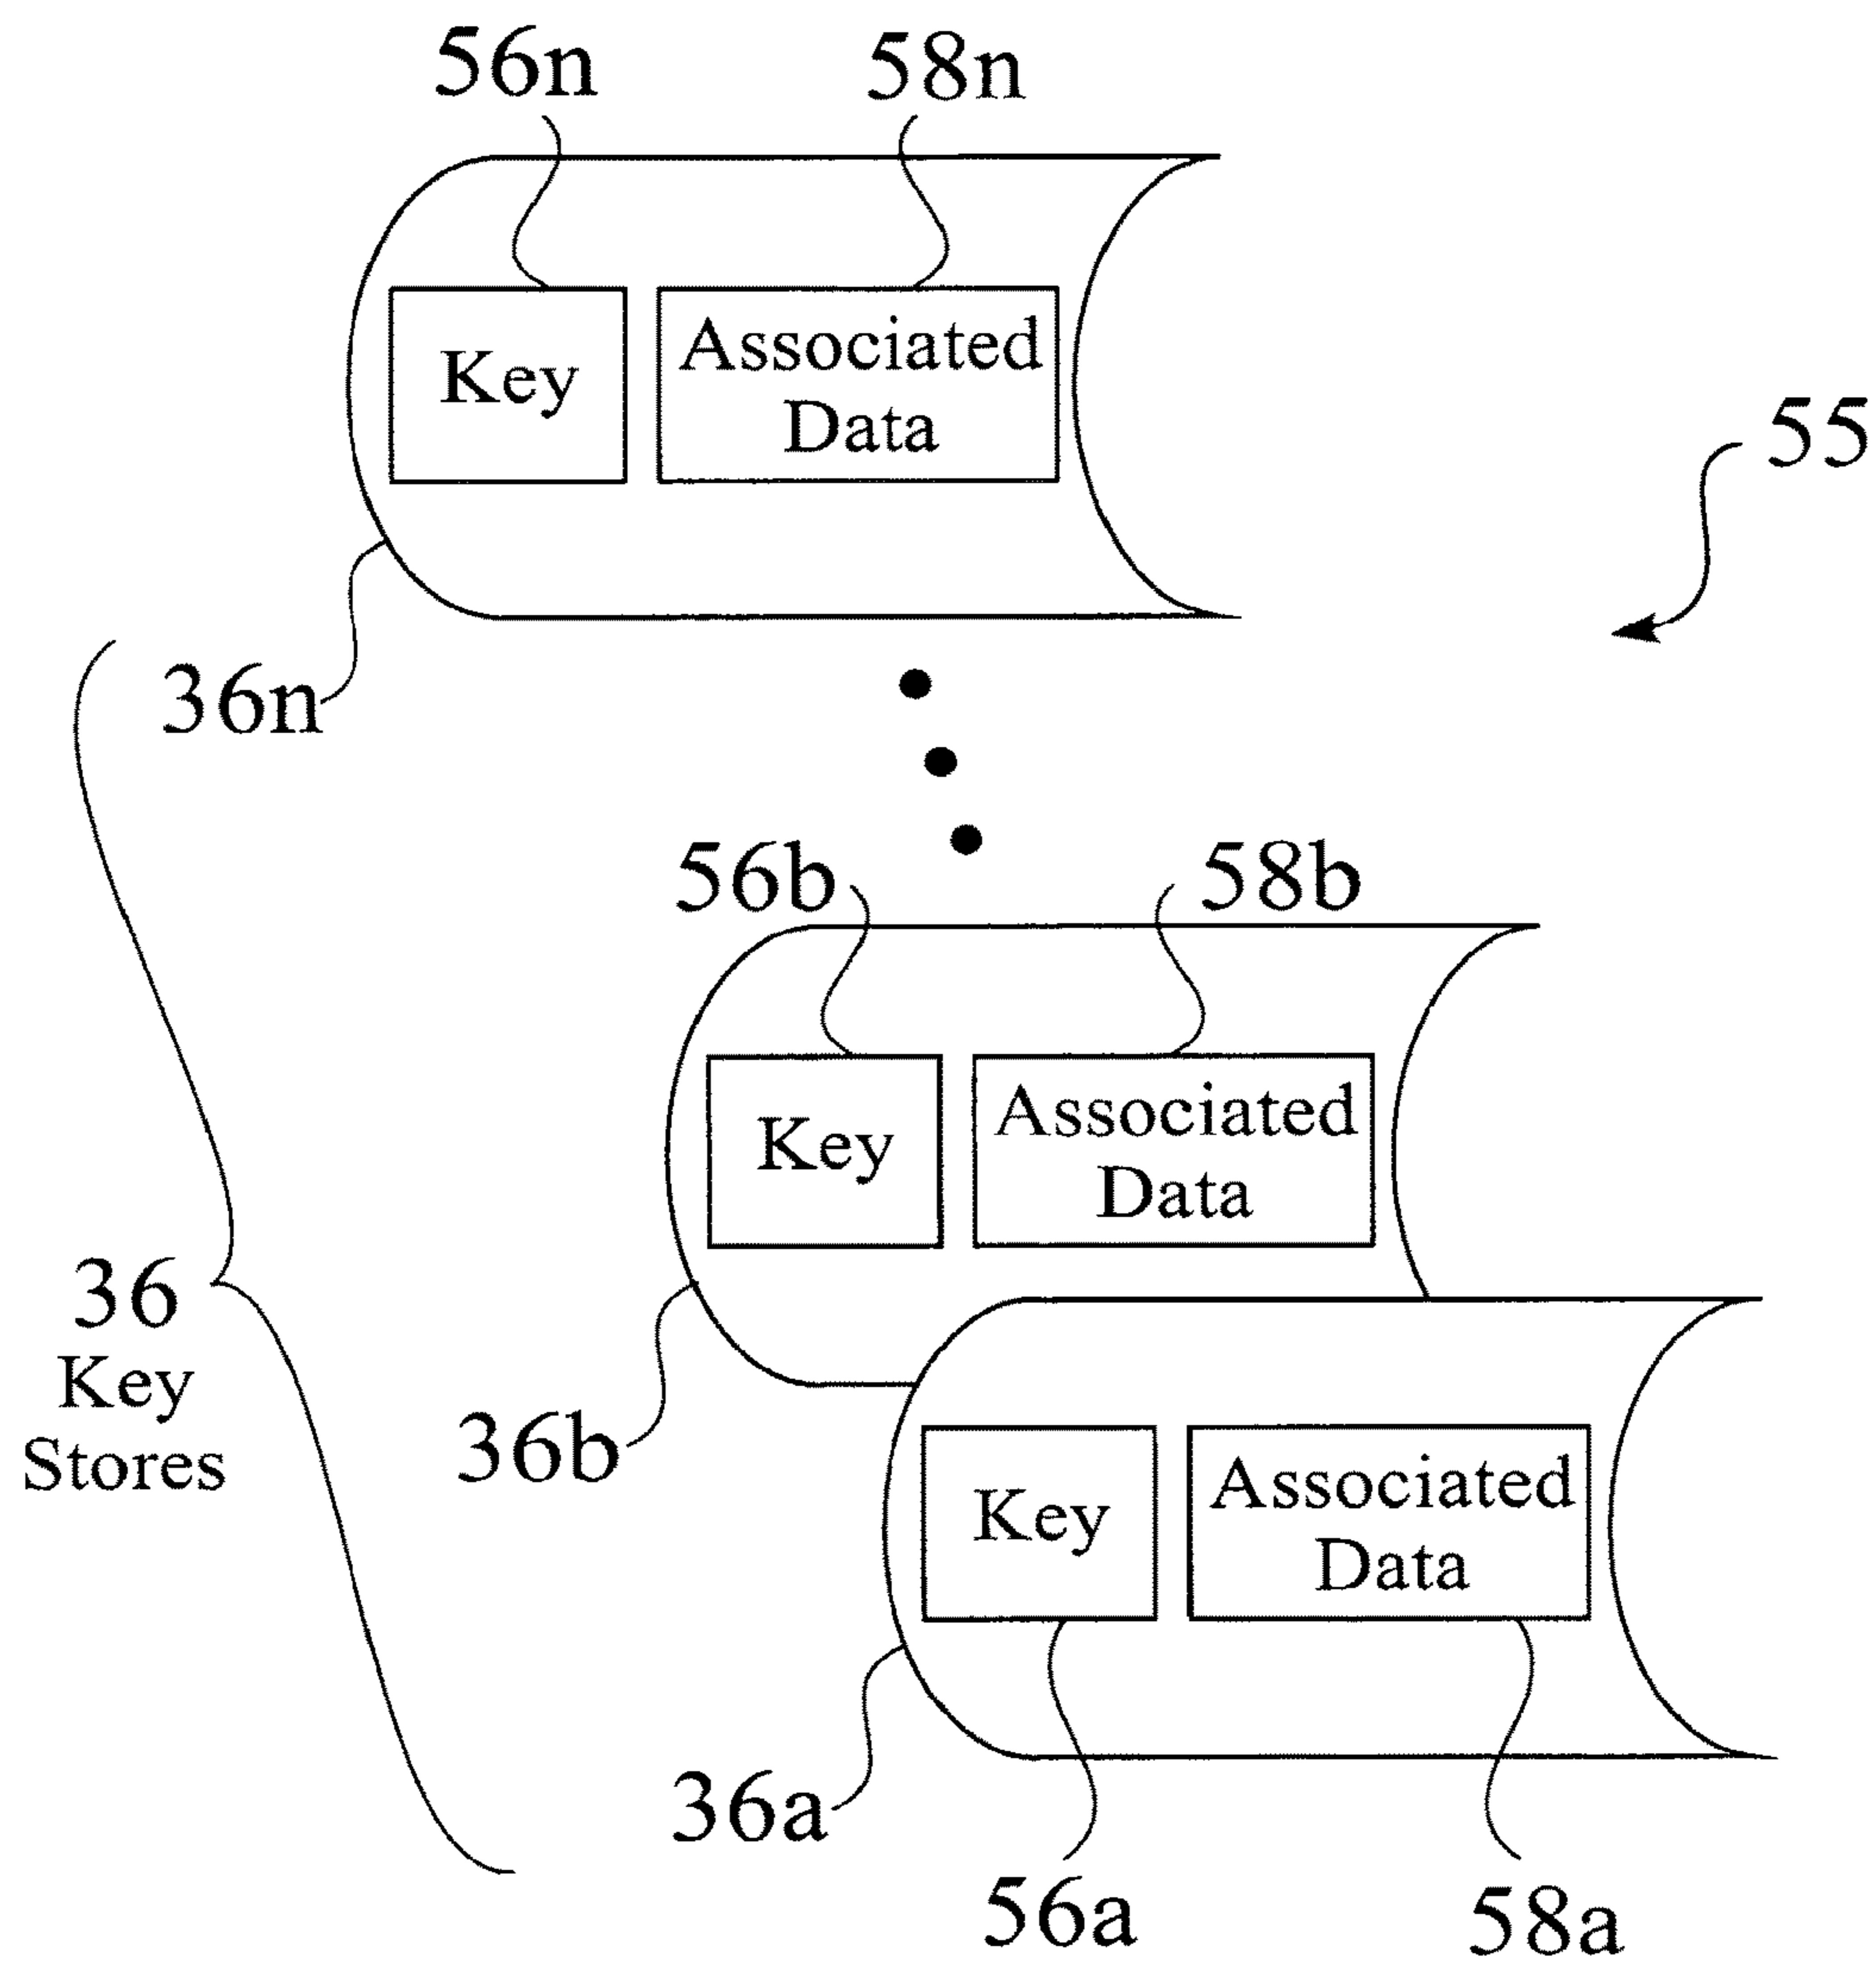 56n 58n
Key
Associated
Data
55
36n
56b 58b
Key
Associated
Data
36
Key
Stores
36b
Key
Associated
Data
36a
56a 58a